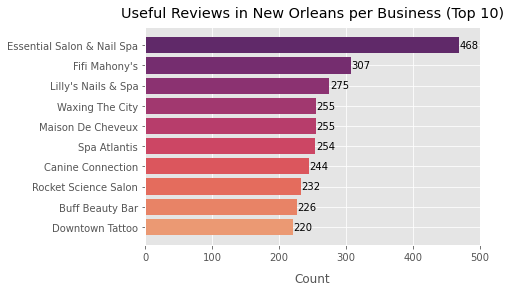 Useful Reviews in New Orleans per Business (Top 10)
Essential Salon & Nail Spa 468
Fifi Mahony's 307
Lilly's Nails & Spa 275
Waxing The City 255
Maison De Cheveux 255
Spa Atlantis 254
Canine Connection 244
Rocket Science Salon 232
Buff Beauty Bar 226
Downtown Tattoo 220
0 100 200 300 400 500
Count